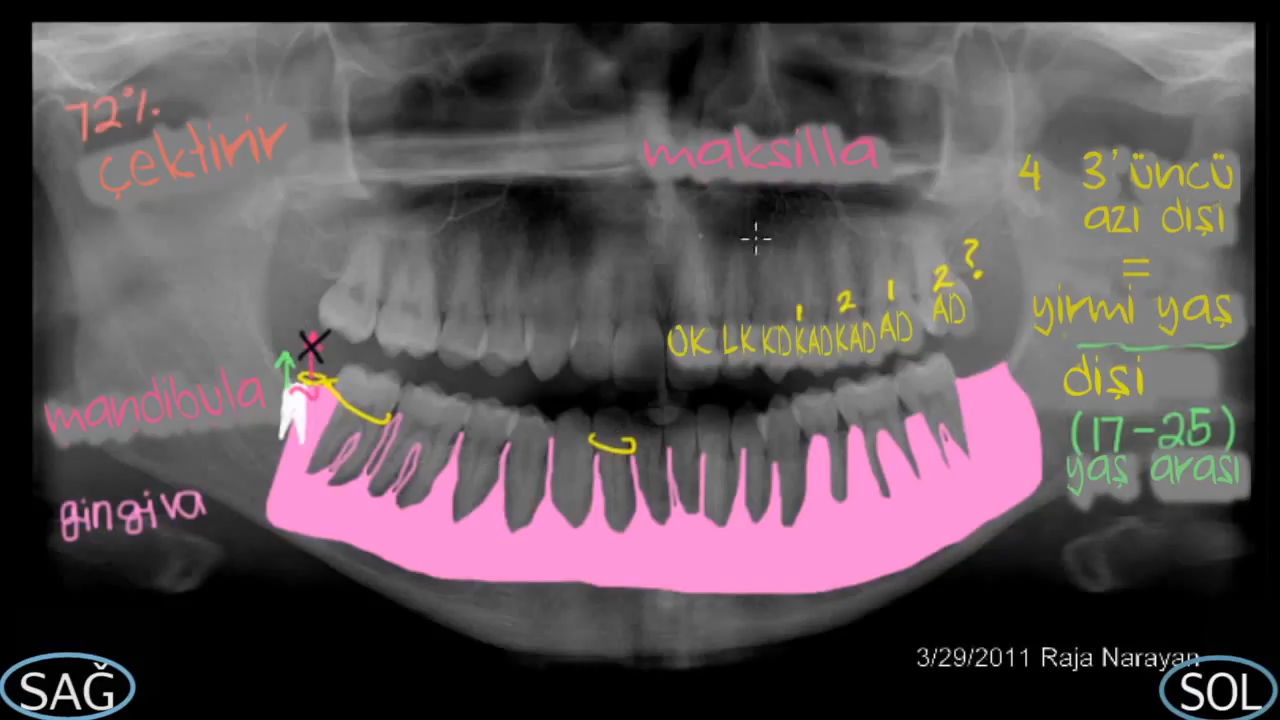 72%
çektirir
maksilla
4 3'üncü
azı dişi
=
yirmi yaş
dişi
(17-25)
yaş arası
1 2 1 2 ?
OK LK KD KAD KAD AD AD
mandibula
gingiva
3/29/2011 Raja Narayan
SAĞ
SOL